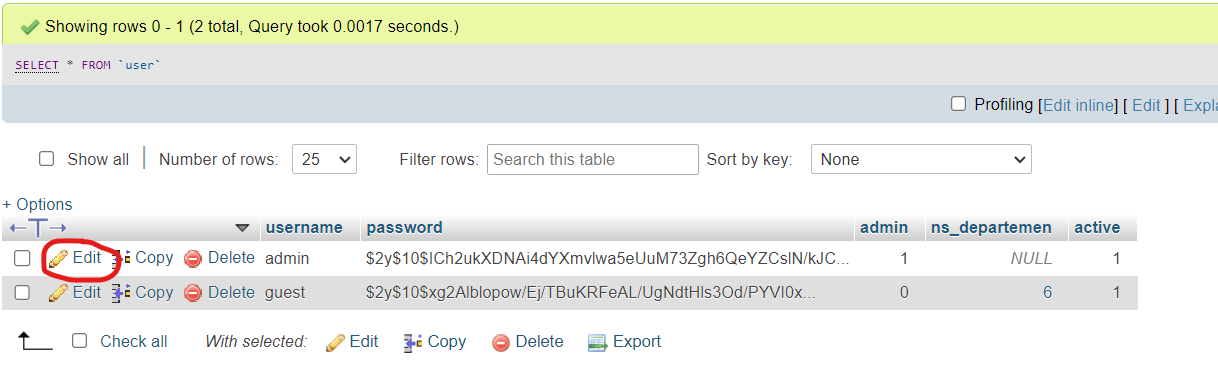 Showing rows 0 - 1 (2 total, Query took 0.0017 seconds.)
SELECT * FROM `user`
Profiling [Edit inline] [ Edit ] [ Expla
Show all | Number of rows: 25 Filter rows: Search this table Sort by key: None
+ Options
←T→ username password admin ns_departemen active
Edit Copy Delete admin $2y$10$ICh2ukXDNAi4dYXmvlwa5eUuM73Zgh6QeYZCslN/kJC... 1 NULL 1
Edit Copy Delete guest $2y$10$xg2Alblopow/Ej/TBuKRFeAL/UgNdtHls3Od/PYVl0x... 0 6 1
Check all With selected: Edit Copy Delete Export